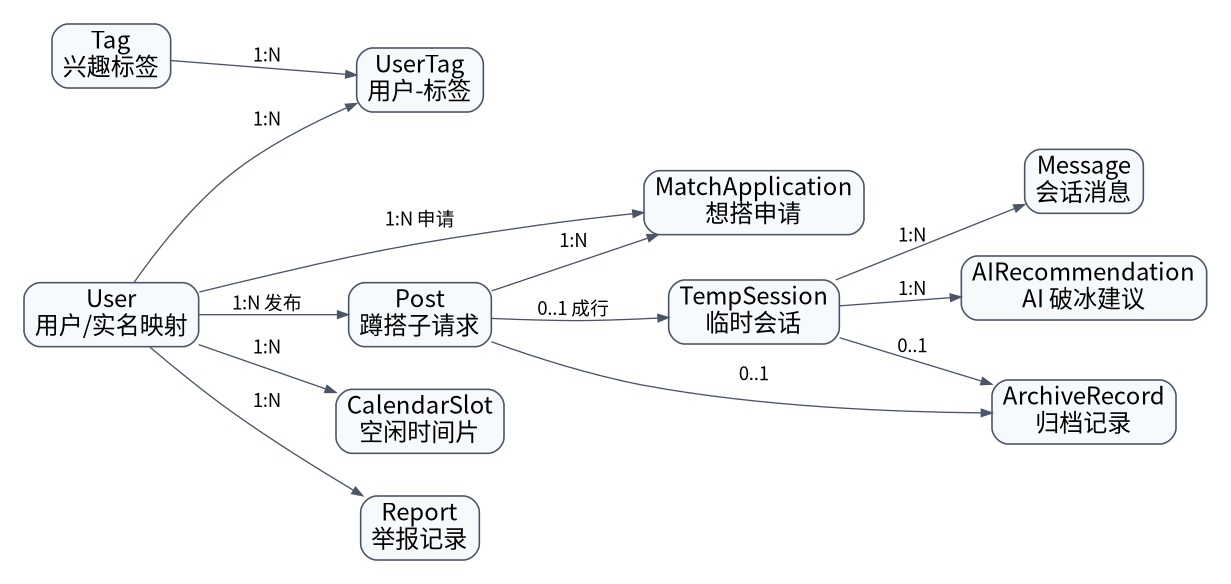 Tag
兴趣标签
1:N
UserTag
用户-标签
1:N
Message
会话消息
MatchApplication
想搭申请
1:N 申请
1:N
1:N
AIRecommendation
AI 破冰建议
User
用户/实名映射
1:N 发布
Post
蹲搭子请求
0..1 成行
TempSession
临时会话
1:N
1:N
0..1
0..1
ArchiveRecord
归档记录
CalendarSlot
空闲时间片
1:N
Report
举报记录